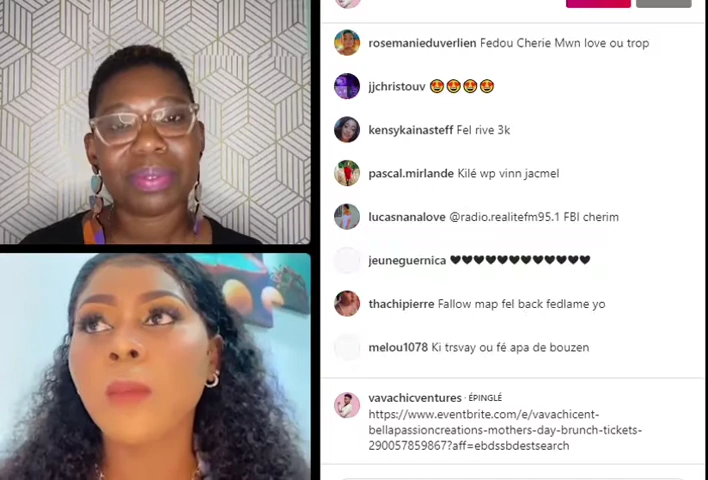 rosemanieduverlien Fedou Cherie Mwn love ou trop
jjchristouv 😍😍😍😍
kensykainasteff Fel rive 3k
pascal.mirlande Kilé wp vinn jacmel
lucasnanalove @radio.realitefm95.1 FBI cherim
jeuneguernica ♥♥♥♥♥♥♥♥♥♥♥♥
thachipierre Fallow map fel back fedlame yo
melou1078 Ki trsvay ou fé apa de bouzen
vavachicventures · ÉPINGLÉ
https://www.eventbrite.com/e/vavachicent-
bellapassioncreations-mothers-day-brunch-tickets-
290057859867?aff=ebdssbdestsearch